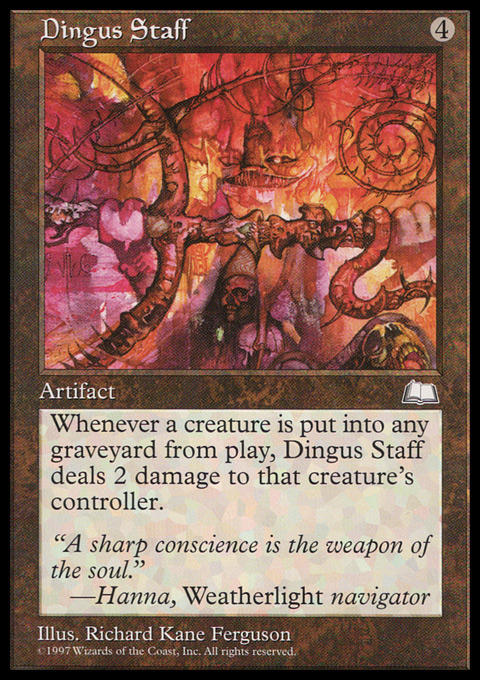 Dingus Staff 4
Artifact
Whenever a creature is put into any
graveyard from play, Dingus Staff
deals 2 damage to that creature's
controller.
“A sharp conscience is the weapon of
the soul.”
—Hanna, Weatherlight navigator
Illus. Richard Kane Ferguson
©1997 Wizards of the Coast, Inc. All rights reserved.